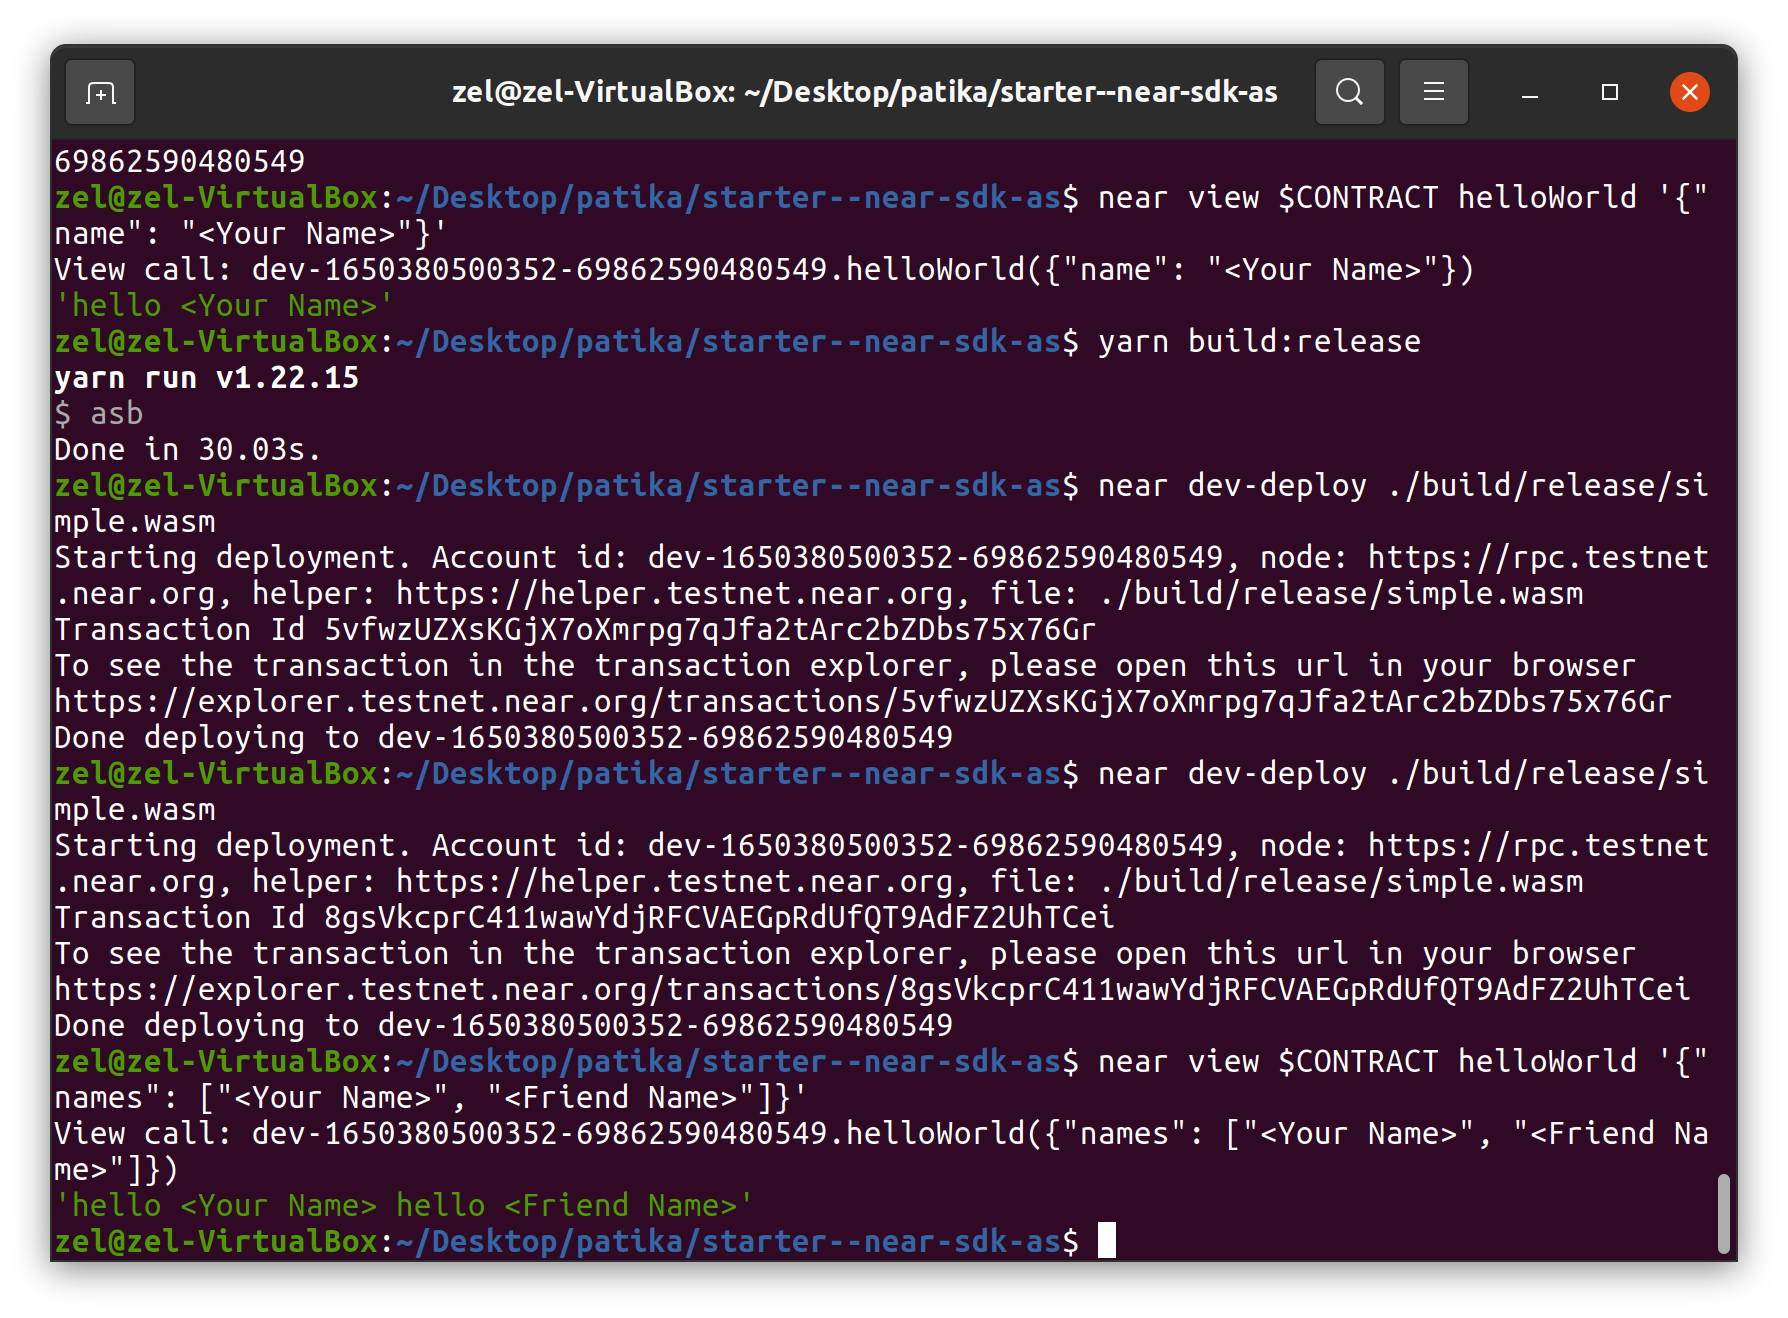 zel@zel-VirtualBox: ~/Desktop/patika/starter--near-sdk-as
69862590480549
zel@zel-VirtualBox:~/Desktop/patika/starter--near-sdk-as$ near view $CONTRACT helloWorld '{"
name": "<Your Name>"}'
View call: dev-1650380500352-69862590480549.helloWorld({"name": "<Your Name>"})
'hello <Your Name>'
zel@zel-VirtualBox:~/Desktop/patika/starter--near-sdk-as$ yarn build:release
yarn run v1.22.15
$ asb
Done in 30.03s.
zel@zel-VirtualBox:~/Desktop/patika/starter--near-sdk-as$ near dev-deploy ./build/release/si
mple.wasm
Starting deployment. Account id: dev-1650380500352-69862590480549, node: https://rpc.testnet
.near.org, helper: https://helper.testnet.near.org, file: ./build/release/simple.wasm
Transaction Id 5vfwzUZXsKGjX7oXmrpg7qJfa2tArc2bZDbs75x76Gr
To see the transaction in the transaction explorer, please open this url in your browser
https://explorer.testnet.near.org/transactions/5vfwzUZXsKGjX7oXmrpg7qJfa2tArc2bZDbs75x76Gr
Done deploying to dev-1650380500352-69862590480549
zel@zel-VirtualBox:~/Desktop/patika/starter--near-sdk-as$ near dev-deploy ./build/release/si
mple.wasm
Starting deployment. Account id: dev-1650380500352-69862590480549, node: https://rpc.testnet
.near.org, helper: https://helper.testnet.near.org, file: ./build/release/simple.wasm
Transaction Id 8gsVkcprC411wawYdjRFCVAEGpRdUfQT9AdFZ2UhTCei
To see the transaction in the transaction explorer, please open this url in your browser
https://explorer.testnet.near.org/transactions/8gsVkcprC411wawYdjRFCVAEGpRdUfQT9AdFZ2UhTCei
Done deploying to dev-1650380500352-69862590480549
zel@zel-VirtualBox:~/Desktop/patika/starter--near-sdk-as$ near view $CONTRACT helloWorld '{"
names": ["<Your Name>", "<Friend Name>"]}'
View call: dev-1650380500352-69862590480549.helloWorld({"names": ["<Your Name>", "<Friend Na
me>"]})
'hello <Your Name> hello <Friend Name>'
zel@zel-VirtualBox:~/Desktop/patika/starter--near-sdk-as$